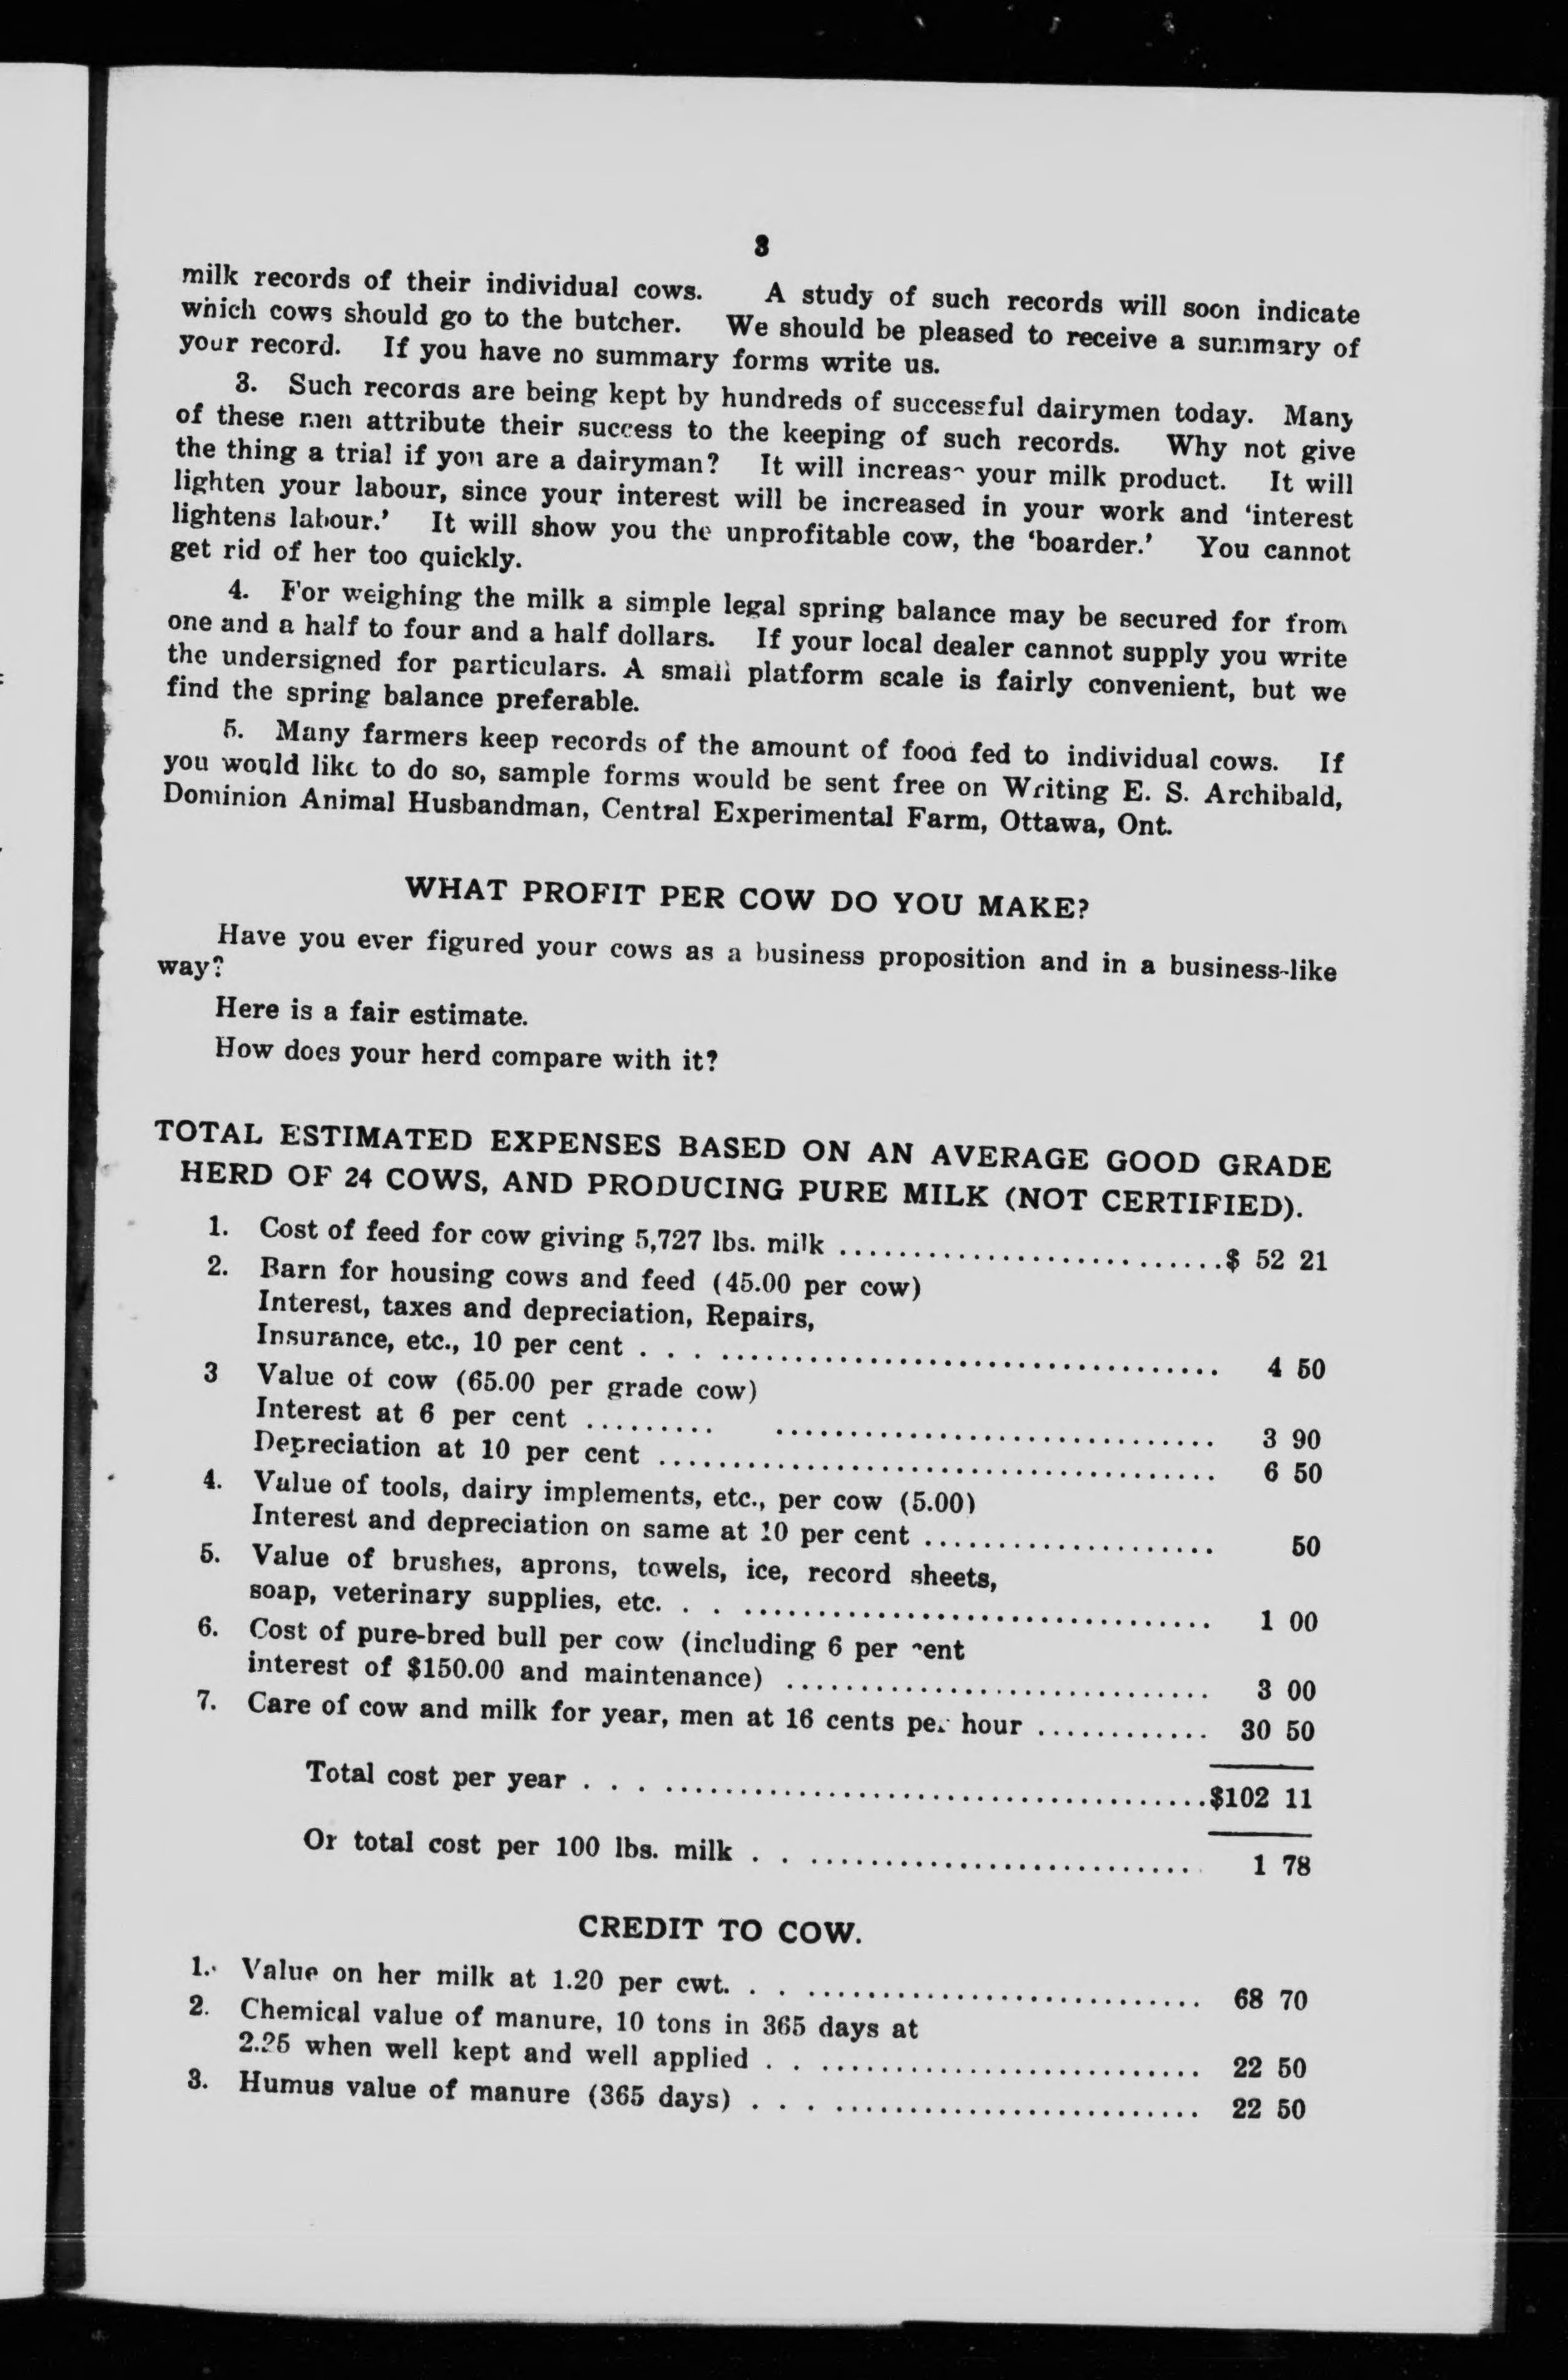 3
milk records of their individual cows. A study of such records will soon indicate
which cows should go to the butcher. We should be pleased to receive a summary of
your record. If you have no summary forms write us.
3. Such records are being kept by hundreds of successful dairymen today. Many
of these men attribute their success to the keeping of such records. Why not give
the thing a trial if you are a dairyman? It will increase your milk product. It will
lighten your labour, since your interest will be increased in your work and ‘interest
lightens labour.’ It will show you the unprofitable cow, the ‘boarder.’ You cannot
get rid of her too quickly.
4. For weighing the milk a simple legal spring balance may be secured for from
one and a half to four and a half dollars. If your local dealer cannot supply you write
the undersigned for particulars. A small platform scale is fairly convenient, but we
find the spring balance preferable.
5. Many farmers keep records of the amount of food fed to individual cows. If
you would like to do so, sample forms would be sent free on Writing E. S. Archibald,
Dominion Animal Husbandman, Central Experimental Farm, Ottawa, Ont.
WHAT PROFIT PER COW DO YOU MAKE?
Have you ever figured your cows as a business proposition and in a business-like
way?
Here is a fair estimate.
How does your herd compare with it?
TOTAL ESTIMATED EXPENSES BASED ON AN AVERAGE GOOD GRADE
HERD OF 24 COWS, AND PRODUCING PURE MILK (NOT CERTIFIED).
1. Cost of feed for cow giving 5,727 lbs. milk ..........................$ 52 21
2. Barn for housing cows and feed (45.00 per cow)
Interest, taxes and depreciation, Repairs,
Insurance, etc., 10 per cent . . . .................................. 4 50
3 Value of cow (65.00 per grade cow)
Interest at 6 per cent ......... .............................. 3 90
Depreciation at 10 per cent ...................................... 6 50
4. Value of tools, dairy implements, etc., per cow (5.00)
Interest and depreciation on same at 10 per cent .................... 50
5. Value of brushes, aprons, towels, ice, record sheets,
soap, veterinary supplies, etc. . . ................................ 1 00
6. Cost of pure-bred bull per cow (including 6 per cent
interest of $150.00 and maintenance) ............................. 3 00
7. Care of cow and milk for year, men at 16 cents per hour ............ 30 50
Total cost per year . . . .....................................$102 11
Or total cost per 100 lbs. milk . . .......................... 1 78
CREDIT TO COW.
1. Value on her milk at 1.20 per cwt. . . ........................... 68 70
2. Chemical value of manure, 10 tons in 365 days at
2.25 when well kept and well applied . . .......................... 22 50
3. Humus value of manure (365 days) . . . ......................... 22 50